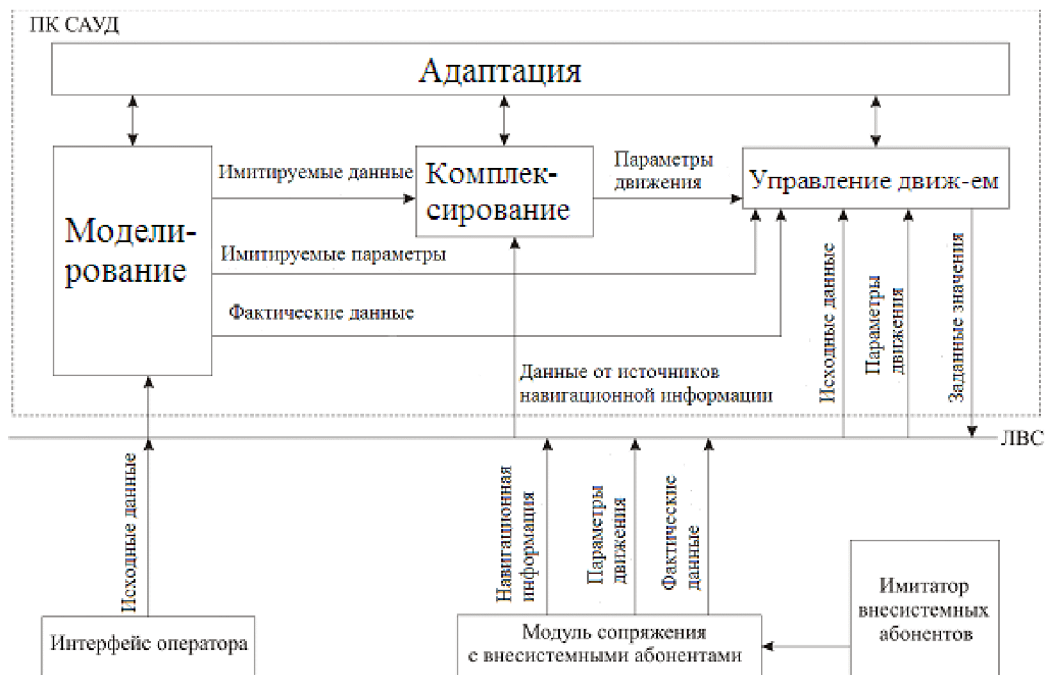 ПК САУД
Адаптация
Имитируемые данные
Комплек-
сирование
Параметры
движения
Управление движ-ем
Модели-
рование
Имитируемые параметры
Фактические данные
Данные от источников
навигационной информации
Исходные данные
Параметры
движения
Заданные значения
ЛВС
Исходные данные
Навигационная
информация
Параметры
движения
Фактические
данные
Интерфейс оператора
Модуль сопряжения
с внесистемными абонентами
Имитатор
внесистемных
абонентов